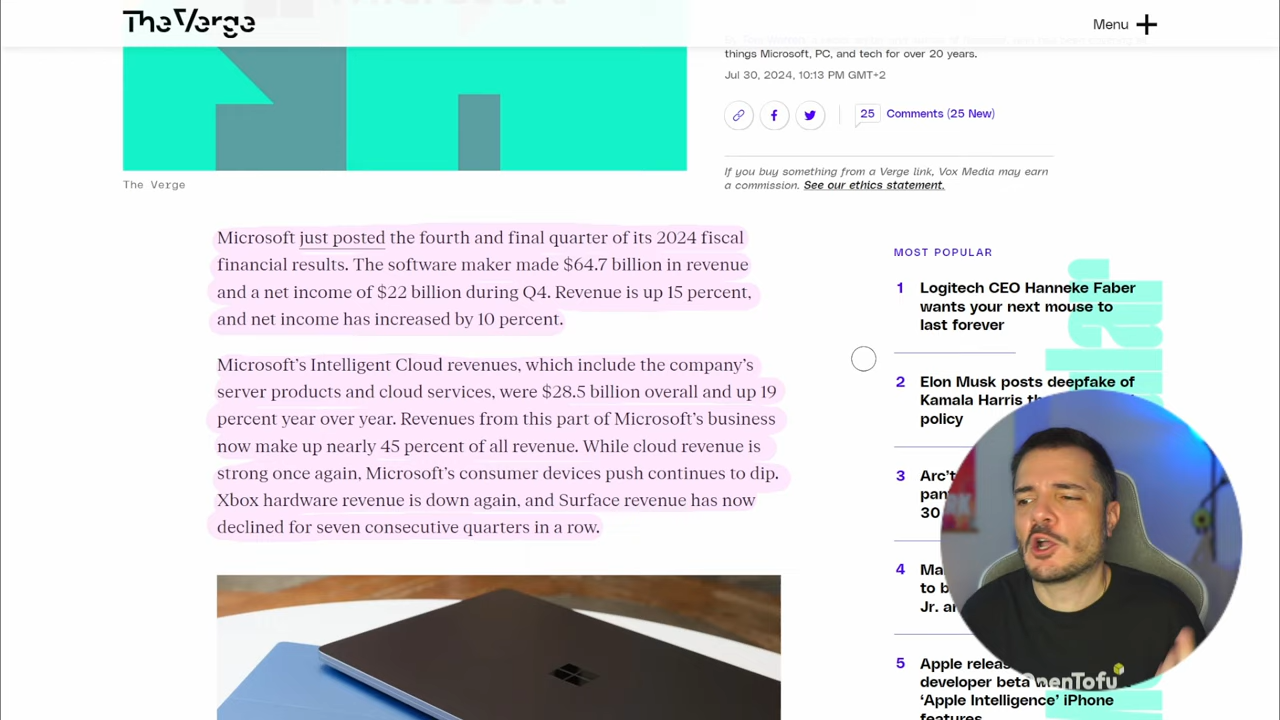 The Verge
Menu
things Microsoft, PC, and tech for over 20 years.
Jul 30, 2024, 10:13 PM GMT+2
25 Comments (25 New)
The Verge
If you buy something from a Verge link, Vox Media may earn
a commission. See our ethics statement.
Microsoft just posted the fourth and final quarter of its 2024 fiscal
financial results. The software maker made $64.7 billion in revenue
and a net income of $22 billion during Q4. Revenue is up 15 percent,
and net income has increased by 10 percent.
Microsoft’s Intelligent Cloud revenues, which include the company’s
server products and cloud services, were $28.5 billion overall and up 19
percent year over year. Revenues from this part of Microsoft’s business
now make up nearly 45 percent of all revenue. While cloud revenue is
strong once again, Microsoft’s consumer devices push continues to dip.
Xbox hardware revenue is down again, and Surface revenue has now
declined for seven consecutive quarters in a row.
MOST POPULAR
1 Logitech CEO Hanneke Faber
wants your next mouse to
last forever
2 Elon Musk posts deepfake of
Kamala Harris
policy
3
30
4
to
Jr.
5 Apple
developer beta
‘Apple Intelligence’ iPhone
features
OpenTofu